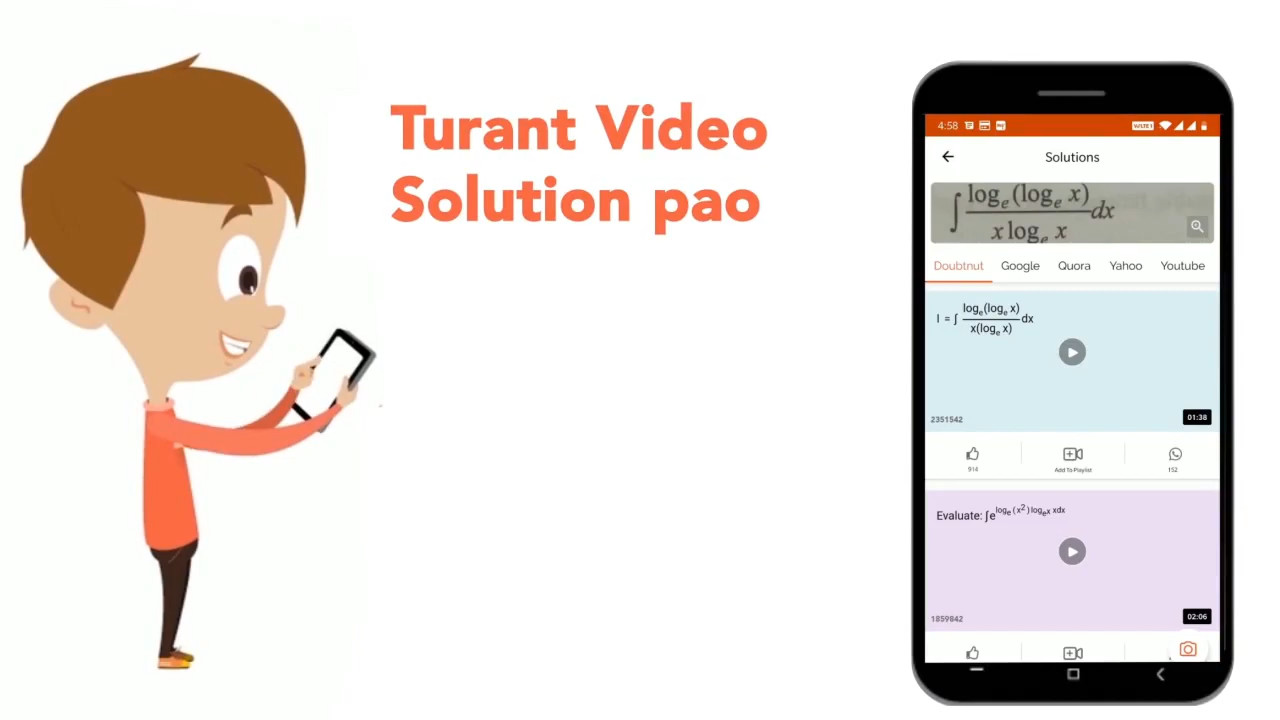 Turant Video
Solution pao
4:58
VoLTE1
Solutions
∫ logₑ(logₑ x) / x logₑ x dx
Doubtnut Google Quora Yahoo Youtube
I = ∫ logₑ(logₑ x) / x(logₑ x) dx
2351542 01:38
914 Add To Playlist 152
Evaluate: ∫e^logₑ(x²)logₑx xdx
1859842 02:06